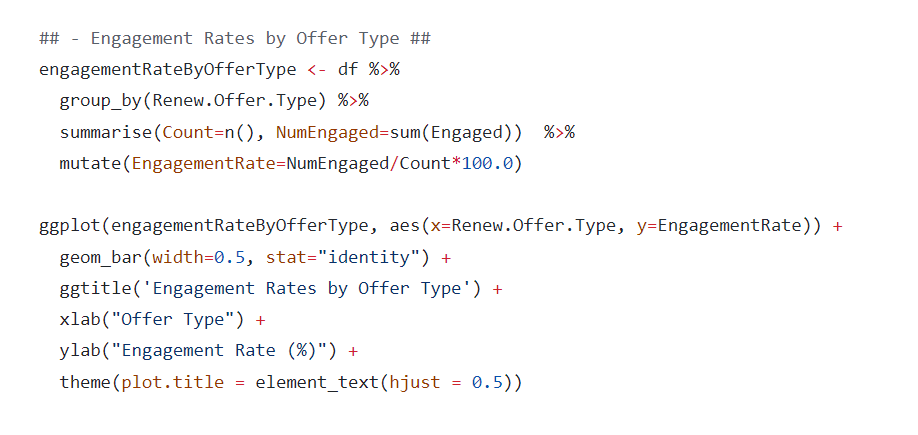 ## - Engagement Rates by Offer Type ##
engagementRateByOfferType <- df %>%
  group_by(Renew.Offer.Type) %>%
  summarise(Count=n(), NumEngaged=sum(Engaged))  %>%
  mutate(EngagementRate=NumEngaged/Count*100.0)

ggplot(engagementRateByOfferType, aes(x=Renew.Offer.Type, y=EngagementRate)) +
  geom_bar(width=0.5, stat="identity") +
  ggtitle('Engagement Rates by Offer Type') +
  xlab("Offer Type") +
  ylab("Engagement Rate (%)") +
  theme(plot.title = element_text(hjust = 0.5))